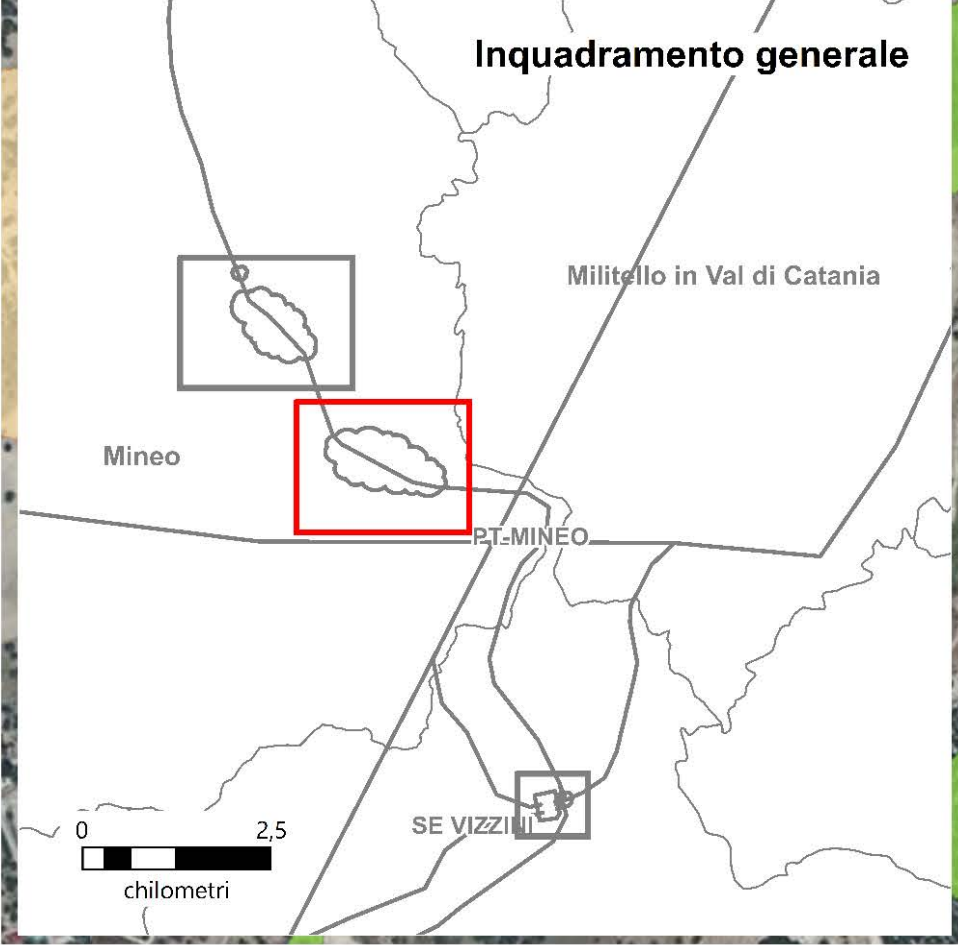 Inquadramento generale
Militello in Val di Catania
Mineo
PT-MINEO
SE VIZZINI
0 2,5
chilometri